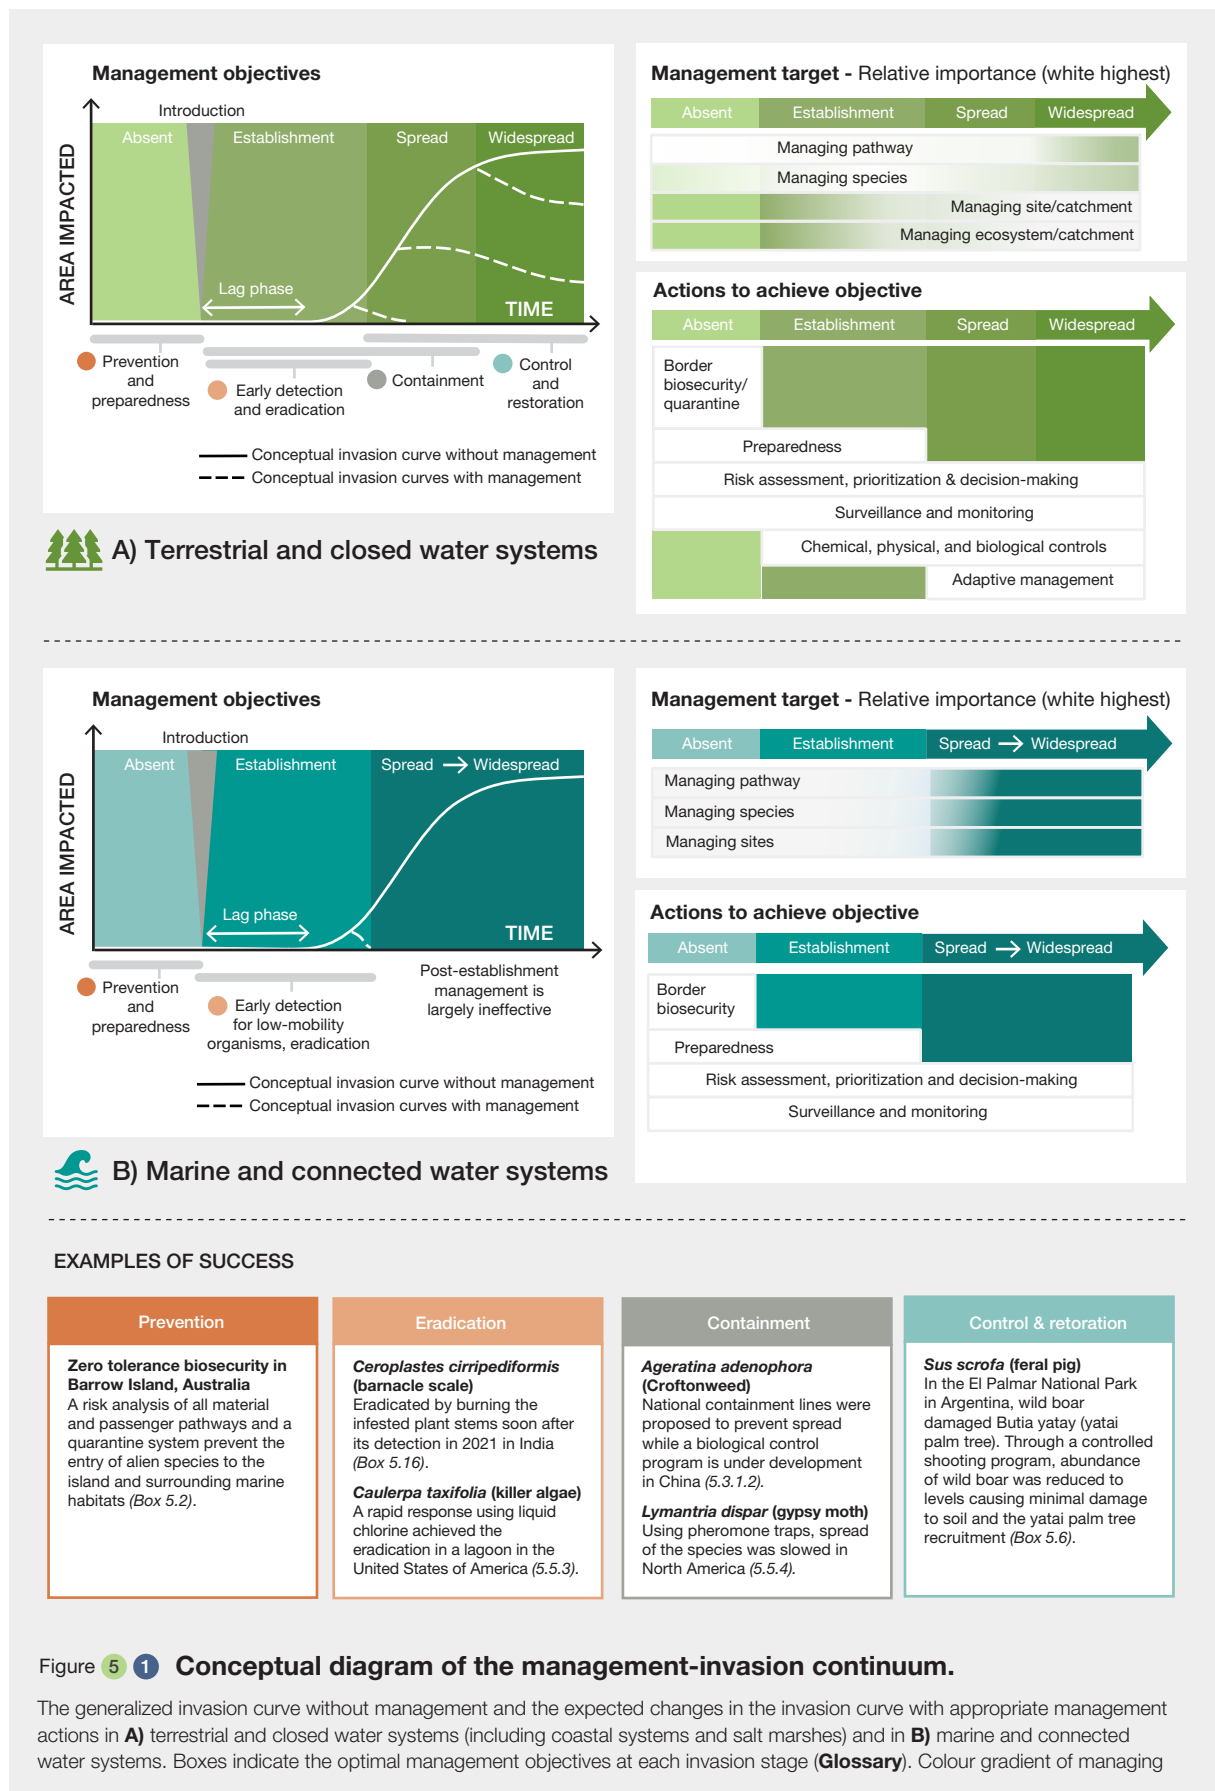 Management objectives
Introduction
Absent
Establishment
Spread
Widespread
AREA IMPACTED
Lag phase
TIME
Prevention
and
preparedness
Early detection
and eradication
Containment
Control
and
restoration
Conceptual invasion curve without management
Conceptual invasion curves with management
A) Terrestrial and closed water systems
Management target - Relative importance (white highest)
Absent
Establishment
Spread
Widespread
Managing pathway
Managing species
Managing site/catchment
Managing ecosystem/catchment
Actions to achieve objective
Absent
Establishment
Spread
Widespread
Border
biosecurity/
quarantine
Preparedness
Risk assessment, prioritization & decision-making
Surveillance and monitoring
Chemical, physical, and biological controls
Adaptive management
Management objectives
Introduction
Absent
Establishment
Spread → Widespread
AREA IMPACTED
Lag phase
TIME
Prevention
and
preparedness
Early detection
for low-mobility
organisms, eradication
Post-establishment
management is
largely ineffective
Conceptual invasion curve without management
Conceptual invasion curves with management
B) Marine and connected water systems
Management target - Relative importance (white highest)
Absent
Establishment
Spread → Widespread
Managing pathway
Managing species
Managing sites
Actions to achieve objective
Absent
Establishment
Spread → Widespread
Border
biosecurity
Preparedness
Risk assessment, prioritization and decision-making
Surveillance and monitoring
EXAMPLES OF SUCCESS
Prevention
Zero tolerance biosecurity in
Barrow Island, Australia
A risk analysis of all material
and passenger pathways and a
quarantine system prevent the
entry of alien species to the
island and surrounding marine
habitats (Box 5.2).
Eradication
Ceroplastes cirripediformis
(barnacle scale)
Eradicated by burning the
infested plant stems soon after
its detection in 2021 in India
(Box 5.16).
Caulerpa taxifolia (killer algae)
A rapid response using liquid
chlorine achieved the
eradication in a lagoon in the
United States of America (5.5.3).
Containment
Ageratina adenophora
(Croftonweed)
National containment lines were
proposed to prevent spread
while a biological control
program is under development
in China (5.3.1.2).
Lymantria dispar (gypsy moth)
Using pheromone traps, spread
of the species was slowed in
North America (5.5.4).
Control & retoration
Sus scrofa (feral pig)
In the El Palmar National Park
in Argentina, wild boar
damaged Butia yatay (yatai
palm tree). Through a controlled
shooting program, abundance
of wild boar was reduced to
levels causing minimal damage
to soil and the yatai palm tree
recruitment (Box 5.6).
Figure 5 1 Conceptual diagram of the management-invasion continuum.
The generalized invasion curve without management and the expected changes in the invasion curve with appropriate management
actions in A) terrestrial and closed water systems (including coastal systems and salt marshes) and in B) marine and connected
water systems. Boxes indicate the optimal management objectives at each invasion stage (Glossary). Colour gradient of managing